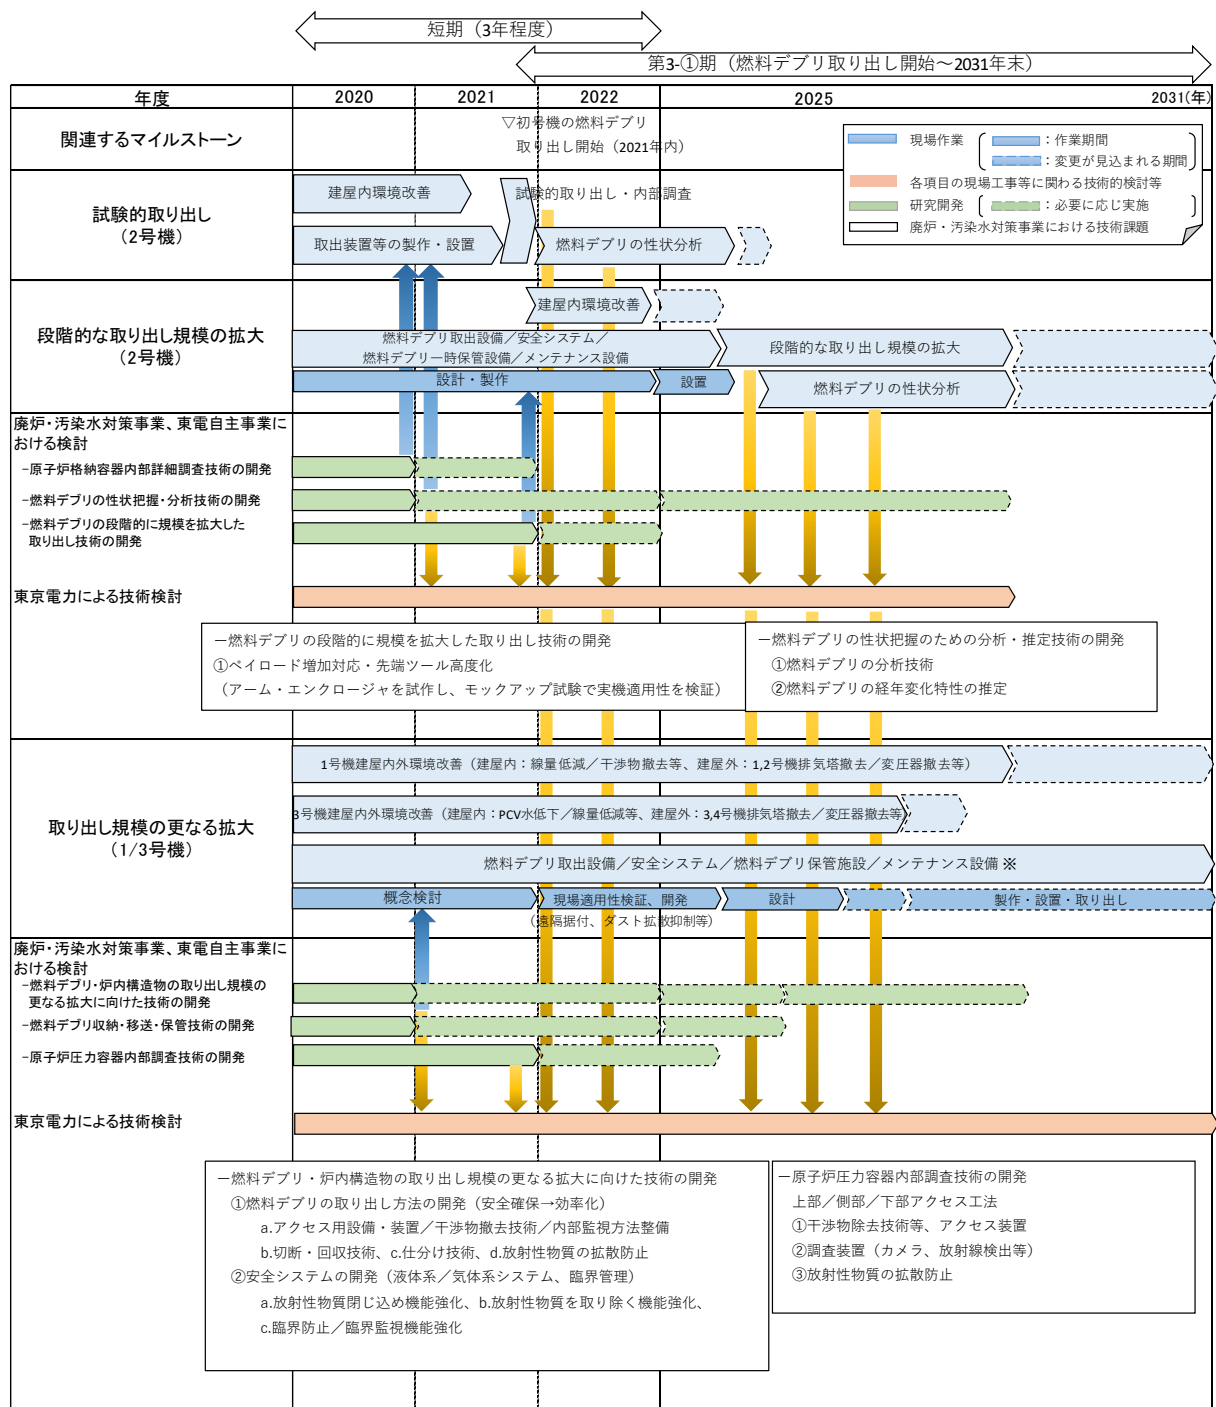 短期（3年程度）
第3-①期（燃料デブリ取り出し開始～2031年末）
年度
2020
2021
2022
2025
2031(年)
関連するマイルストーン
▽初号機の燃料デブリ
取り出し開始（2021年内）
現場作業
：作業期間
：変更が見込まれる期間
各項目の現場工事等に関わる技術的検討等
研究開発
：必要に応じ実施
廃炉・汚染水対策事業における技術課題
試験的取り出し
(2号機)
建屋内環境改善
試験的取り出し・内部調査
取出装置等の製作・設置
燃料デブリの性状分析
段階的な取り出し規模の拡大
(2号機)
建屋内環境改善
燃料デブリ取出設備／安全システム／
燃料デブリ一時保管設備／メンテナンス設備
段階的な取り出し規模の拡大
設計・製作
設置
燃料デブリの性状分析
廃炉・汚染水対策事業、東電自主事業に
おける検討
－原子炉格納容器内部詳細調査技術の開発
－燃料デブリの性状把握・分析技術の開発
－燃料デブリの段階的に規模を拡大した
取り出し技術の開発
東京電力による技術検討
―燃料デブリの段階的に規模を拡大した取り出し技術の開発
①ペイロード増加対応・先端ツール高度化
（アーム・エンクロージャを試作し、モックアップ試験で実機適用性を検証）
―燃料デブリの性状把握のための分析・推定技術の開発
①燃料デブリの分析技術
②燃料デブリの経年変化特性の推定
取り出し規模の更なる拡大
(1/3号機)
1号機建屋内外環境改善（建屋内：線量低減／干渉物撤去等、建屋外：1,2号機排気塔撤去／変圧器撤去等）
3号機建屋内外環境改善（建屋内：PCV水位低下／線量低減等、建屋外：3,4号機排気塔撤去／変圧器撤去等）
燃料デブリ取出設備／安全システム／燃料デブリ保管施設／メンテナンス設備 ※
概念検討
現場適用性検証、開発
設計
製作・設置・取り出し
（遠隔据付、ダスト拡散抑制等）
廃炉・汚染水対策事業、東電自主事業に
おける検討
－燃料デブリ・炉内構造物の取り出し規模の
更なる拡大に向けた技術の開発
－燃料デブリ収納・移送・保管技術の開発
－原子炉圧力容器内部調査技術の開発
東京電力による技術検討
―燃料デブリ・炉内構造物の取り出し規模の更なる拡大に向けた技術の開発
①燃料デブリの取り出し方法の開発（安全確保→効率化）
a.アクセス用設備・装置／干渉物撤去技術／内部監視方法整備
b.切断・回収技術、c.仕分け技術、d.放射性物質の拡散防止
②安全システムの開発（液体系／気体系システム、臨界管理）
a.放射性物質閉じ込め機能強化、b.放射性物質を取り除く機能強化、
c.臨界防止／臨界監視機能強化
―原子炉圧力容器内部調査技術の開発
上部／側部／下部アクセス工法
①干渉物除去技術等、アクセス装置
②調査装置（カメラ、放射線検出等）
③放射性物質の拡散防止